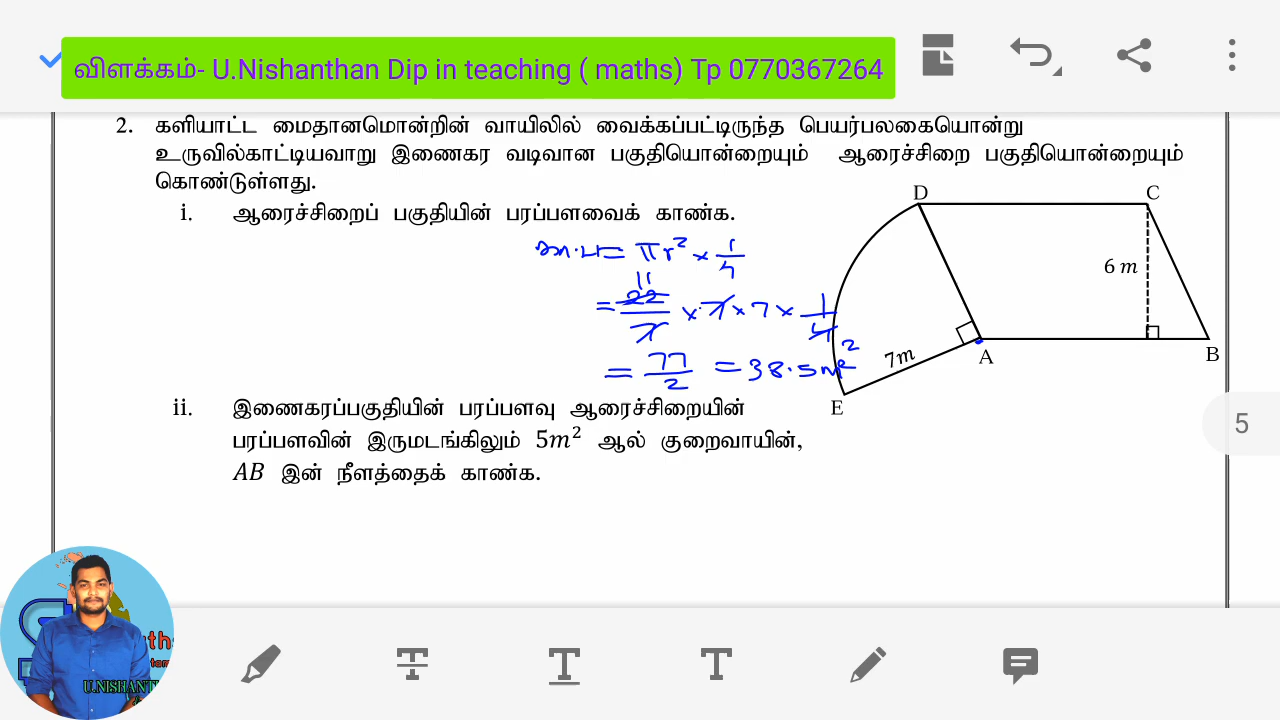 விளக்கம்- U.Nishanthan Dip in teaching ( maths) Tp 0770367264
2. களியாட்ட மைதானமொன்றின் வாயிலில் வைக்கப்பட்டிருந்த பெயர்பலகையொன்று
உருவில்காட்டியவாறு இணைகர வடிவான பகுதியொன்றையும் ஆரைச்சிறை பகுதியொன்றையும்
கொண்டுள்ளது.
i. ஆரைச்சிறைப் பகுதியின் பரப்பளவைக் காண்க.
= πr² × 1/4
= 22/7 × 7 × 7 × 1/4
11
= 77/2 = 38.5m²
D
C
6 m
7m
A
B
E
ii. இணைகரப்பகுதியின் பரப்பளவு ஆரைச்சிறையின்
பரப்பளவின் இருமடங்கிலும் 5m² ஆல் குறைவாயின்,
AB இன் நீளத்தைக் காண்க.
5
U.NISHANT